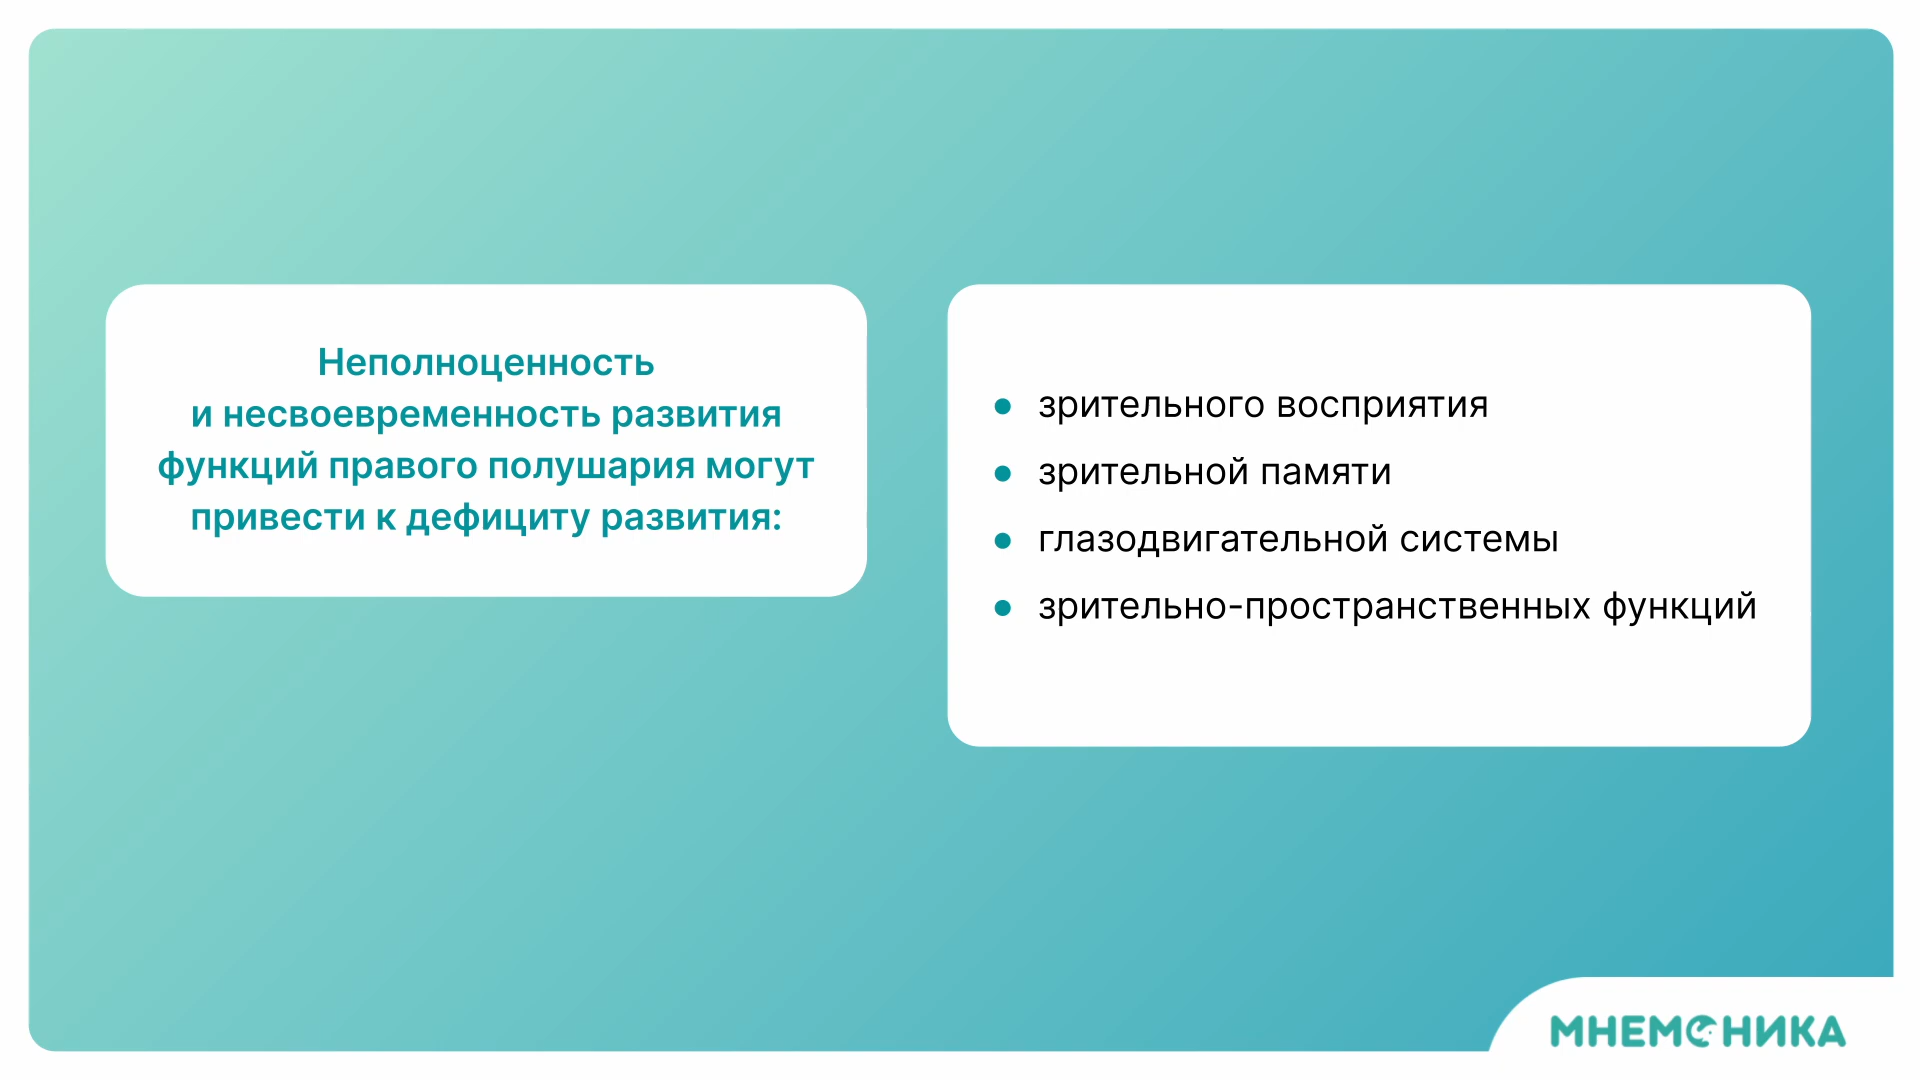 Неполноценность
и несвоевременность развития
функций правого полушария могут
привести к дефициту развития:
● зрительного восприятия
● зрительной памяти
● глазодвигательной системы
● зрительно-пространственных функций
МНЕМОНИКА